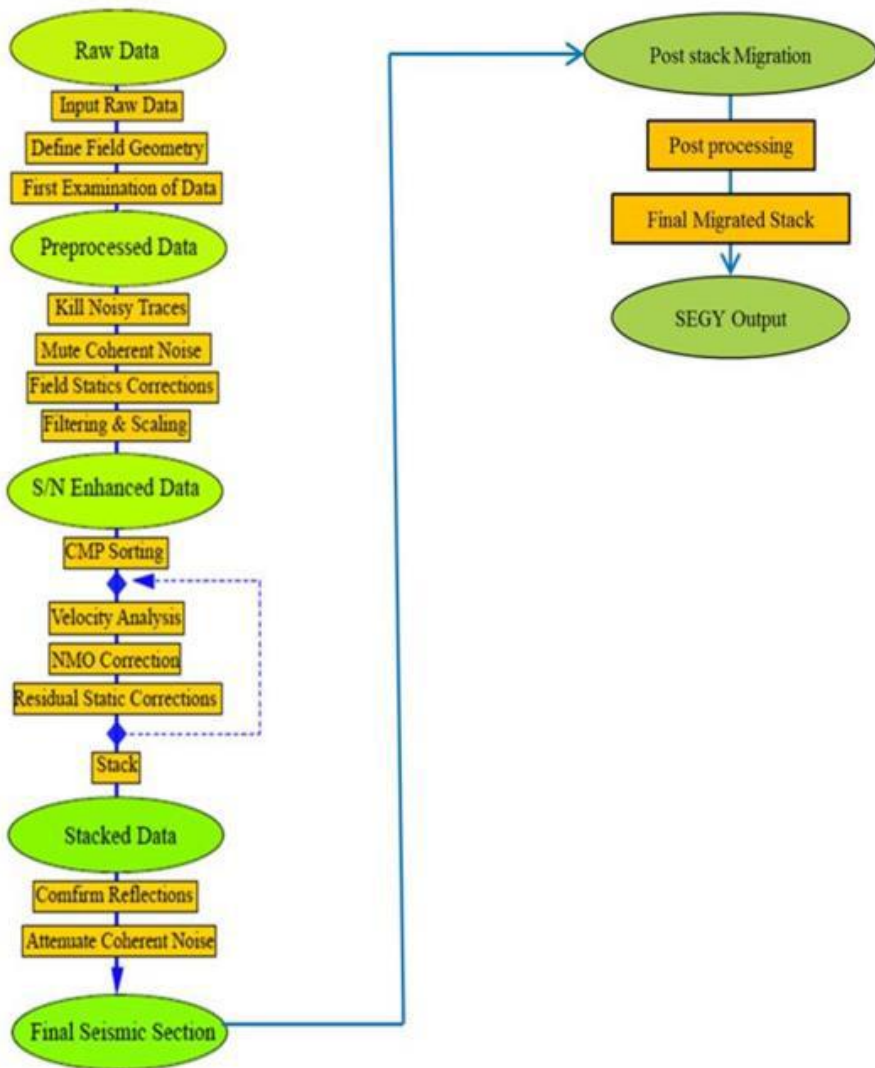 Raw Data
Input Raw Data
Define Field Geometry
First Examination of Data
Preprocessed Data
Kill Noisy Traces
Mute Coherent Noise
Field Statics Corrections
Filtering & Scaling
S/N Enhanced Data
CMP Sorting
Velocity Analysis
NMO Correction
Residual Static Corrections
Stack
Stacked Data
Comfirm Reflections
Attenuate Coherent Noise
Final Seismic Section
Post stack Migration
Post processing
Final Migrated Stack
SEGY Output